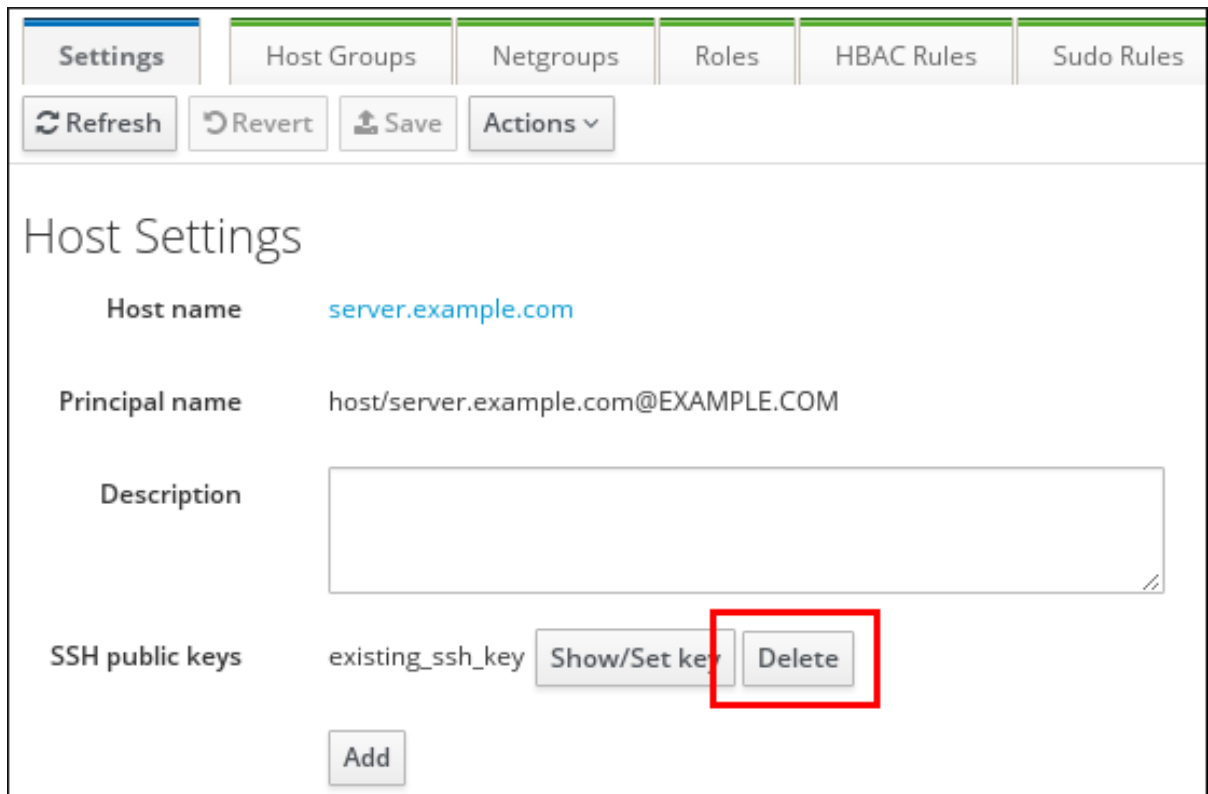 Settings Host Groups Netgroups Roles HBAC Rules Sudo Rules
Refresh Revert Save Actions
Host Settings
Host name server.example.com
Principal name host/server.example.com@EXAMPLE.COM
Description
SSH public keys existing_ssh_key Show/Set key Delete
Add